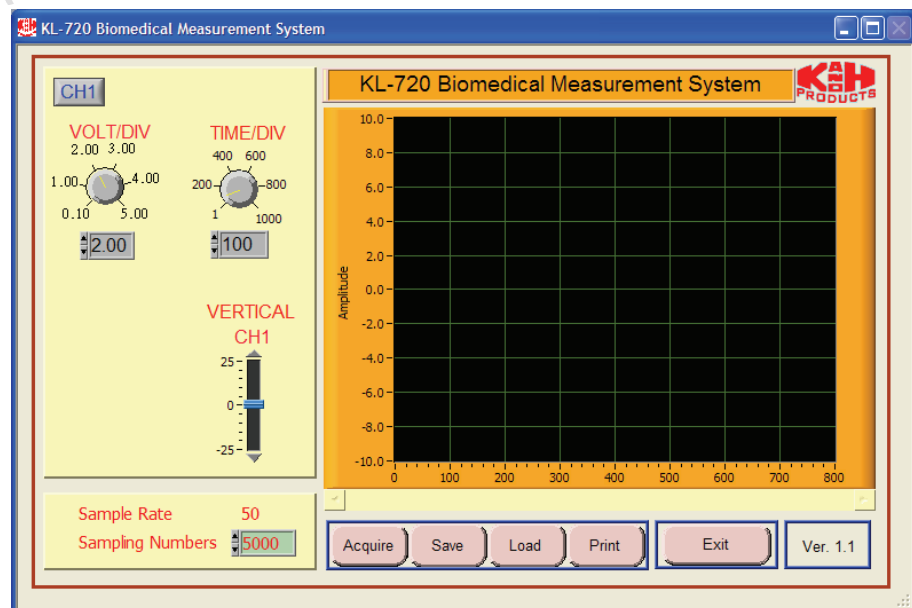 KL-720 Biomedical Measurement System
CH1
VOLT/DIV
2.00 3.00
1.00 4.00
0.10 5.00
2.00
TIME/DIV
400 600
200 800
1 1000
100
VERTICAL
CH1
25
0
-25
Sample Rate 50
Sampling Numbers 5000
KL-720 Biomedical Measurement System
K AND H
PRODUCTS
Amplitude
10.0
8.0
6.0
4.0
2.0
0.0
-2.0
-4.0
-6.0
-8.0
-10.0
0 100 200 300 400 500 600 700 800
Acquire Save Load Print Exit Ver. 1.1